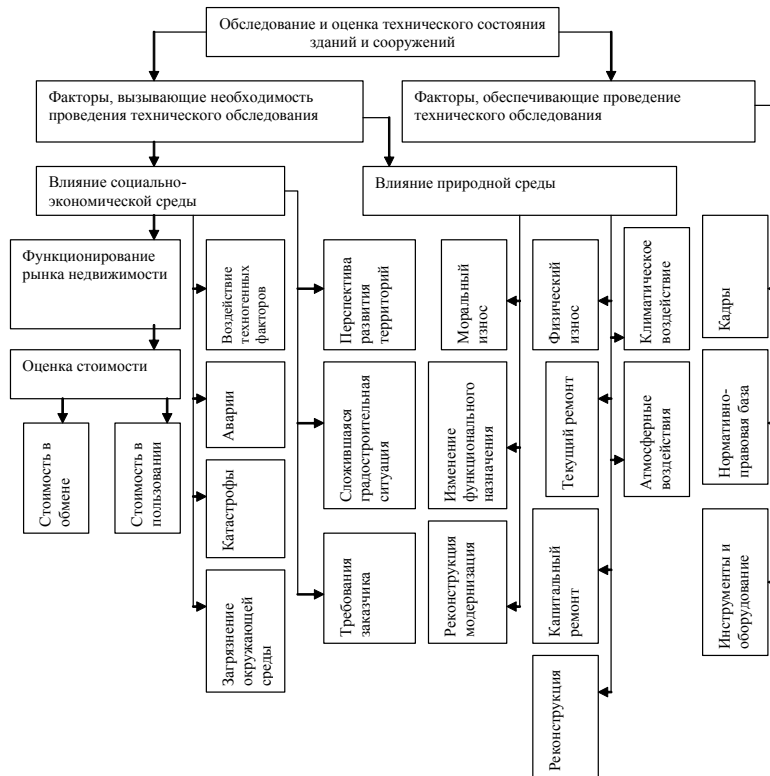 Обследование и оценка технического состояния
зданий и сооружений
Факторы, вызывающие необходимость
проведения технического обследования
Факторы, обеспечивающие проведение
технического обследования
Влияние социально-
экономической среды
Влияние природной среды
Функционирование
рынка недвижимости
Воздействие
техногенных
факторов
Перспектива
развития
территорий
Моральный
износ
Физический
износ
Климатическое
воздействие
Кадры
Оценка стоимости
Аварии
Сложившаяся
градостроительная
ситуация
Изменение
функционального
назначения
Текущий ремонт
Атмосферные
воздействия
Нормативно-
правовая база
Стоимость в
обмене
Стоимость в
пользовании
Катастрофы
Загрязнение
окружающей
среды
Требования
заказчика
Реконструкция
модернизация
Капитальный
ремонт
Инструменты и
оборудование
Реконструкция